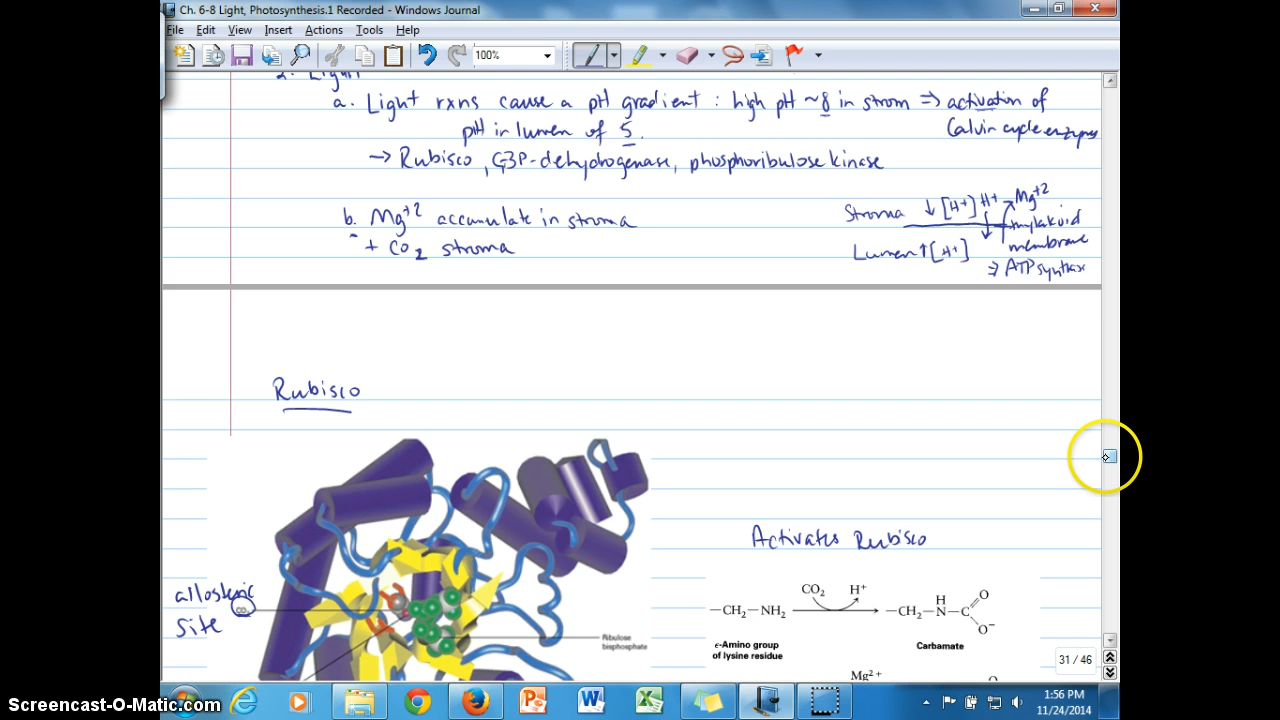 Ch. 6-8 Light, Photosynthesis.1 Recorded - Windows Journal
File Edit View Insert Actions Tools Help
100%
2. Light
a. Light rxns cause a pH gradient : high pH ~8 in strom ⇒ activation of
Calvin cycle enzymes
pH in lumen of 5.
→ Rubisco, G3P-dehydrogenase, phosphoribulose kinase
b. Mg+2 accumulate in stroma
+ CO2 stroma
Stroma ↓[H+] H+ Mg+2
thylakoid
membrane
Lumen ↑[H+]
⇒ ATP synthase
Rubisco
Activates Rubisco
allosteric
site
CO2
Ribulose
bisphosphate
CO2 H+
—CH2—NH2 —CH2—N—C O
H
O−
ε-Amino group
of lysine residue
Carbamate
Mg2+
31 / 46
Screencast-O-Matic.com
1:56 PM
11/24/2014